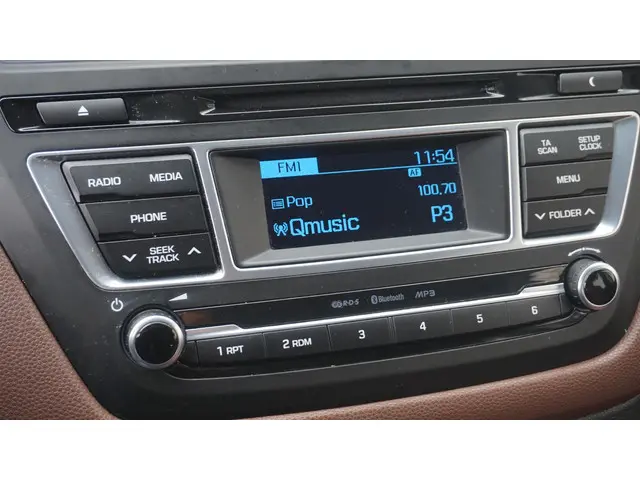 FM1 11:54
AF
Pop 100.70
Qmusic P3
RADIO MEDIA
PHONE
SEEK
TRACK
TA
SCAN
SETUP
CLOCK
MENU
FOLDER
R·D·S Bluetooth MP3
1 RPT 2 RDM 3 4 5 6